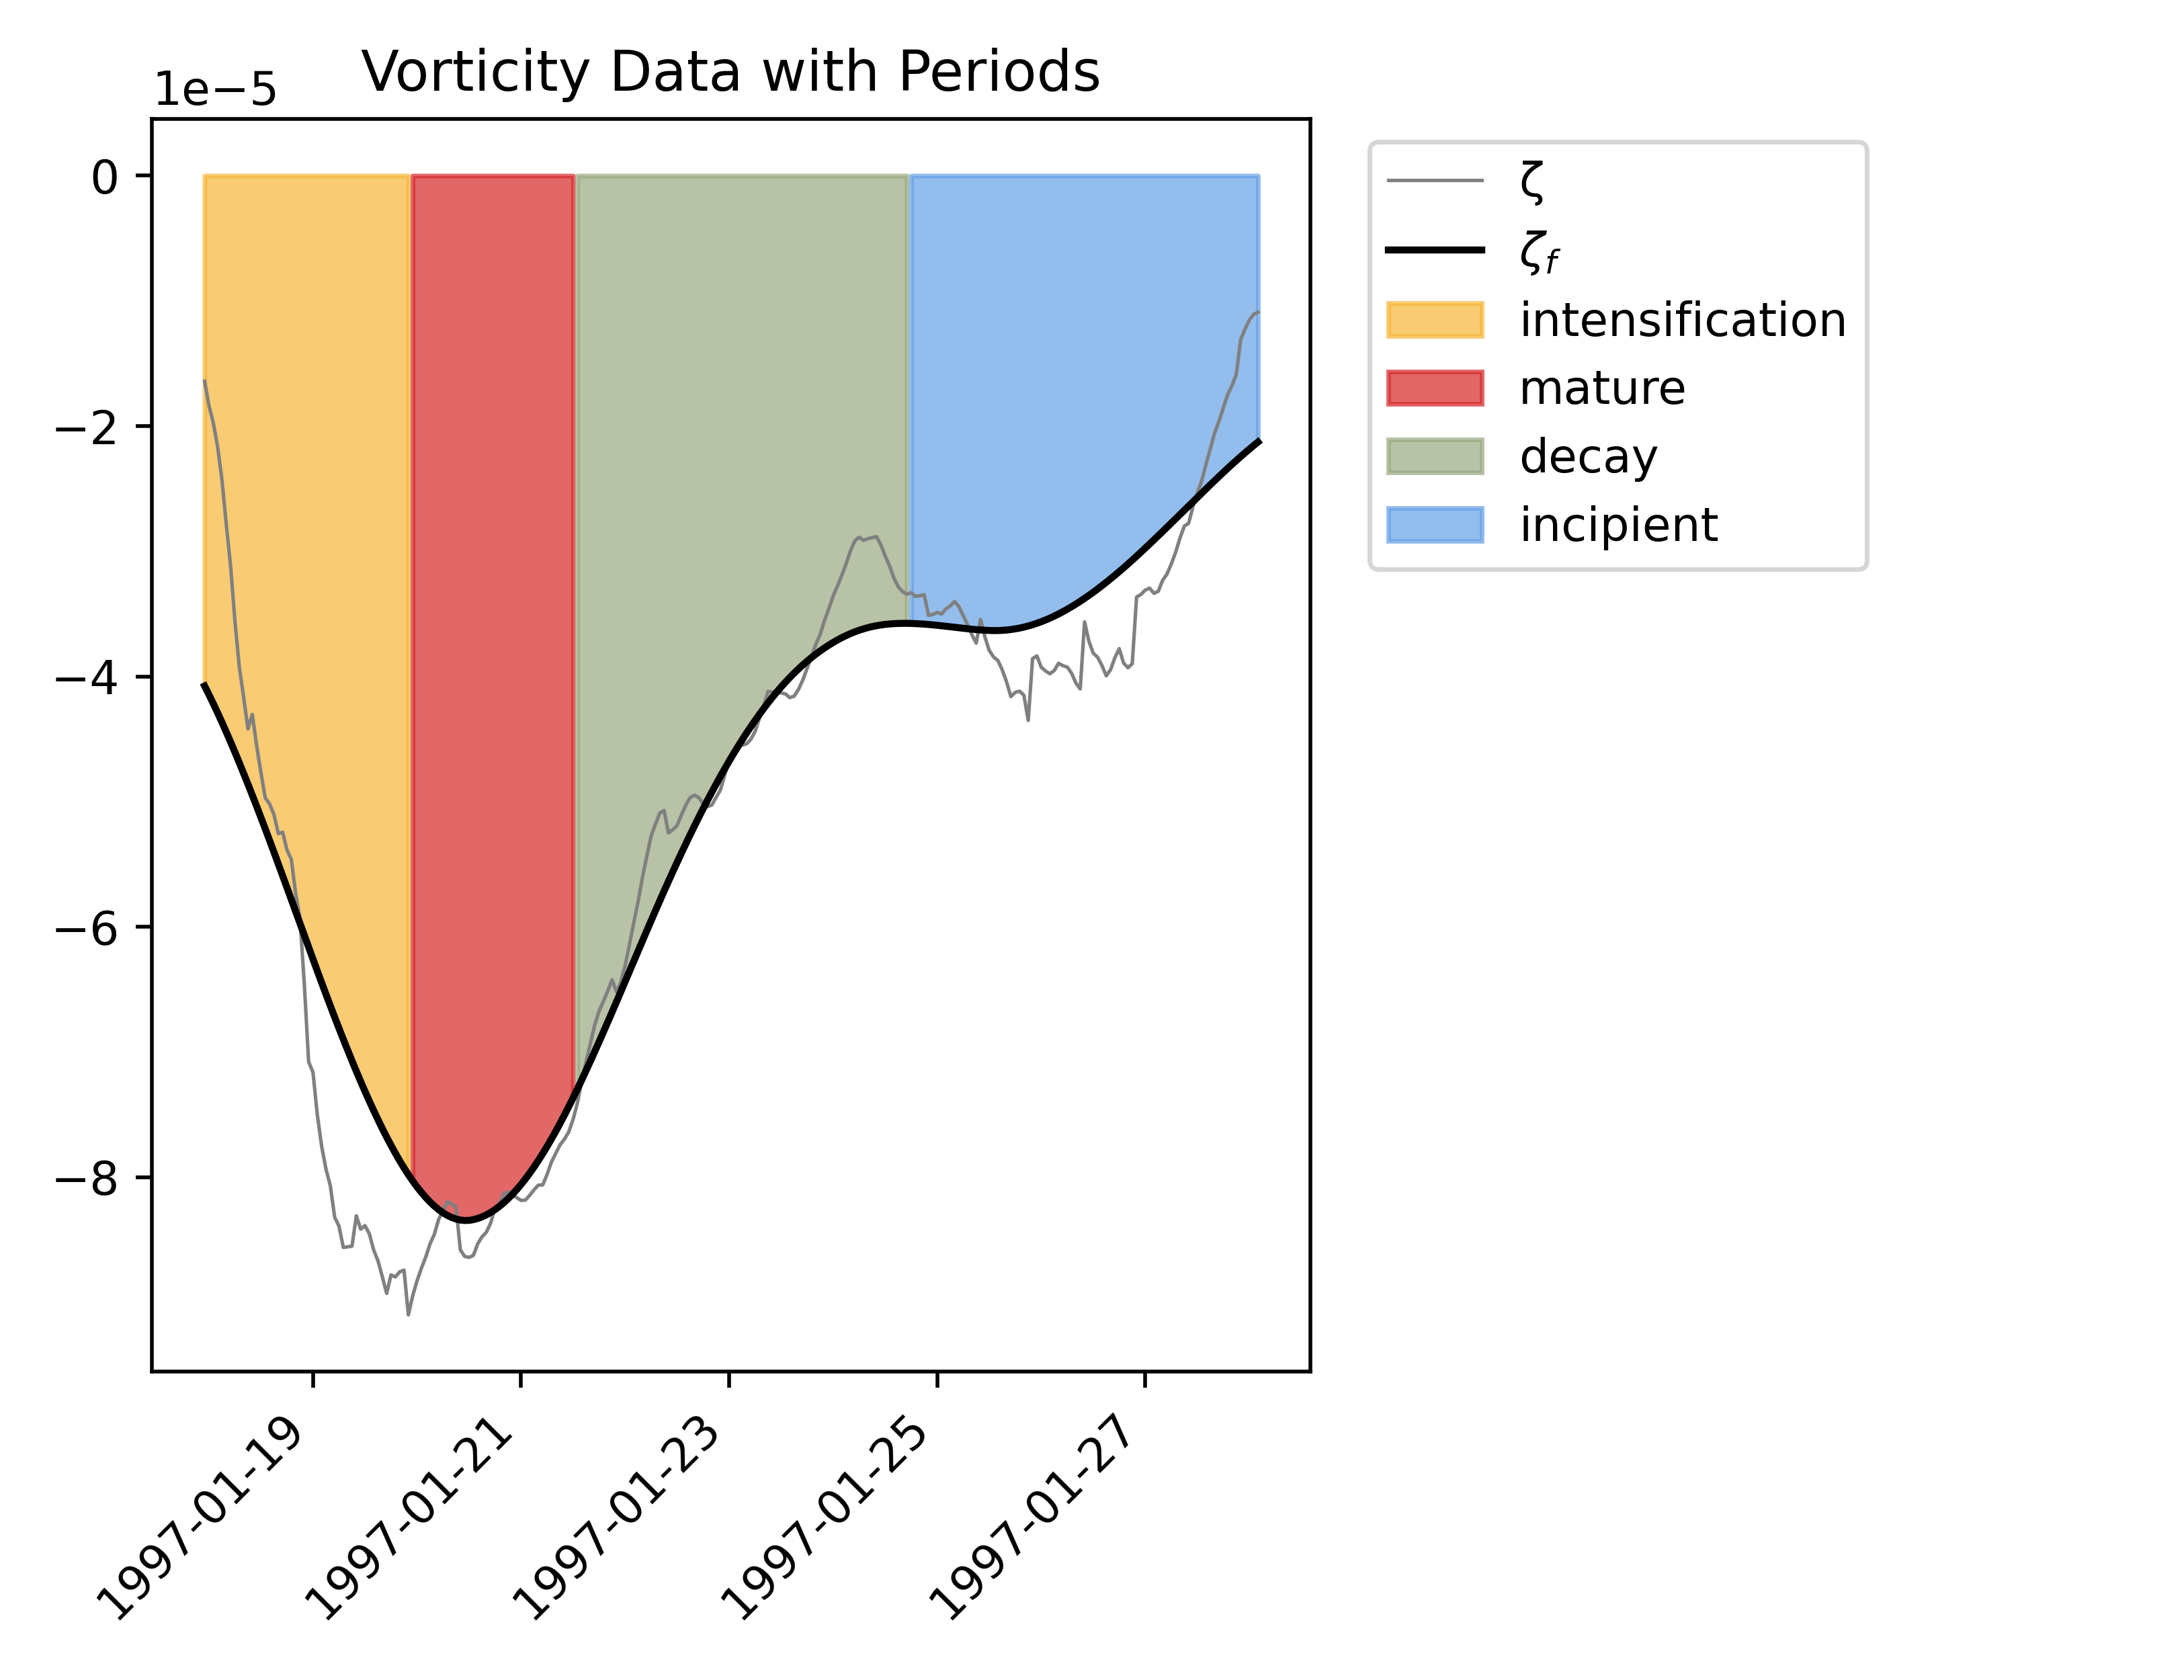 Vorticity Data with Periods
1e−5
0
−2
−4
−6
−8
1997-01-19
1997-01-21
1997-01-23
1997-01-25
1997-01-27
ζ
ζf
intensification
mature
decay
incipient